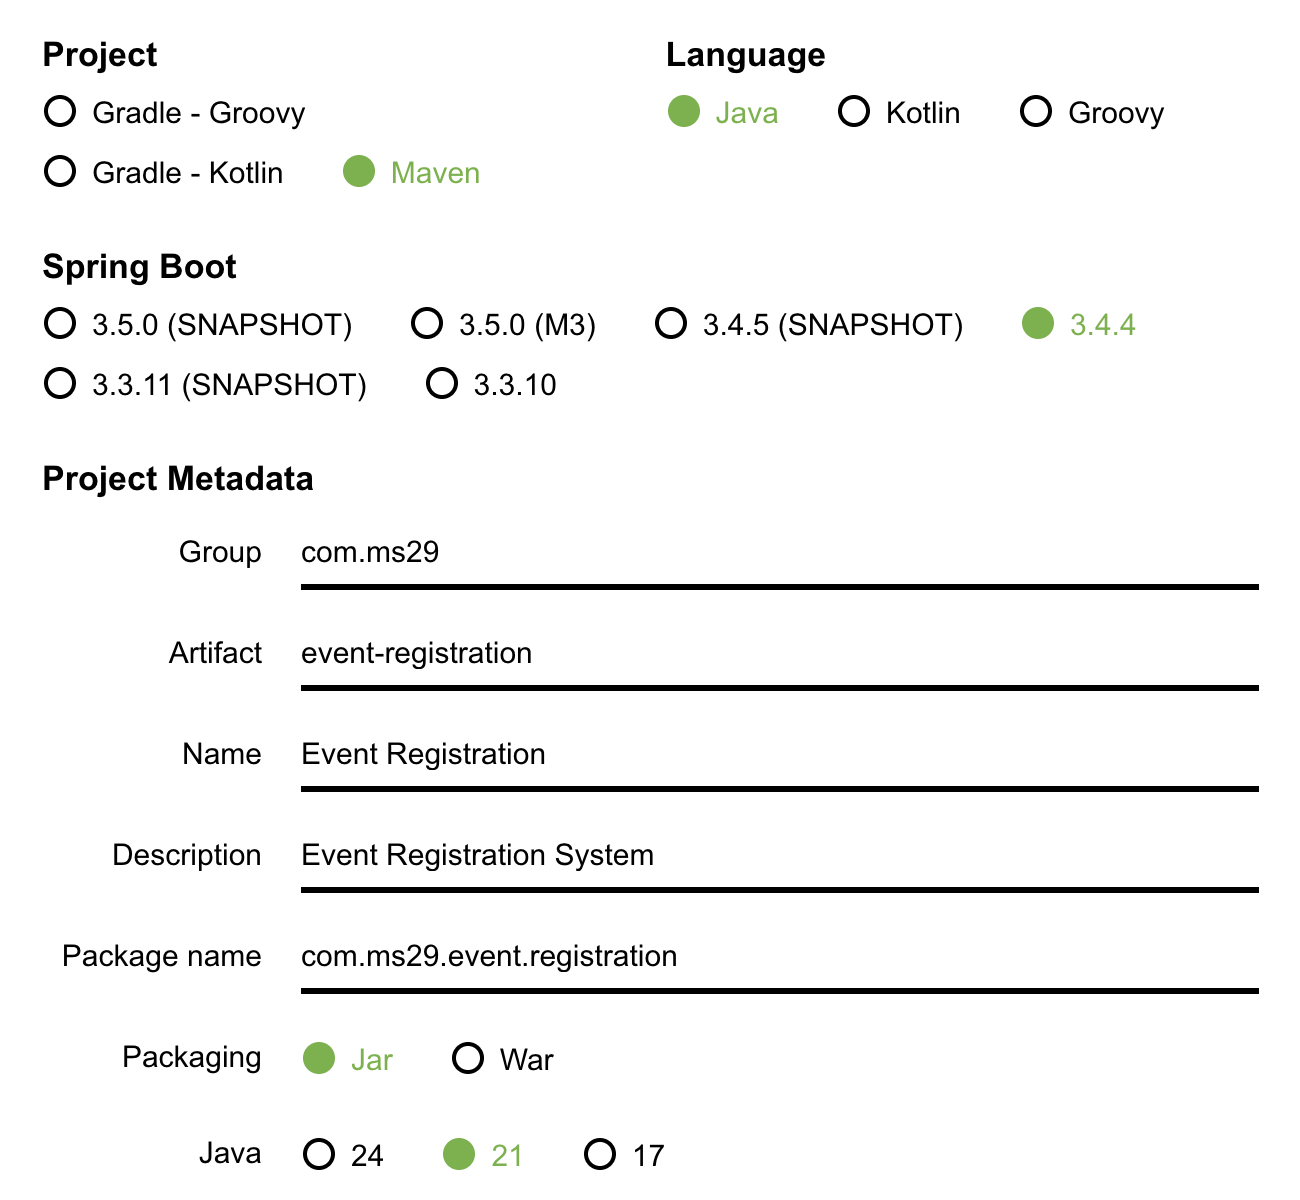 Project
Gradle - Groovy
Gradle - Kotlin Maven
Language
Java Kotlin Groovy
Spring Boot
3.5.0 (SNAPSHOT) 3.5.0 (M3) 3.4.5 (SNAPSHOT) 3.4.4
3.3.11 (SNAPSHOT) 3.3.10
Project Metadata
Group com.ms29
Artifact event-registration
Name Event Registration
Description Event Registration System
Package name com.ms29.event.registration
Packaging Jar War
Java 24 21 17